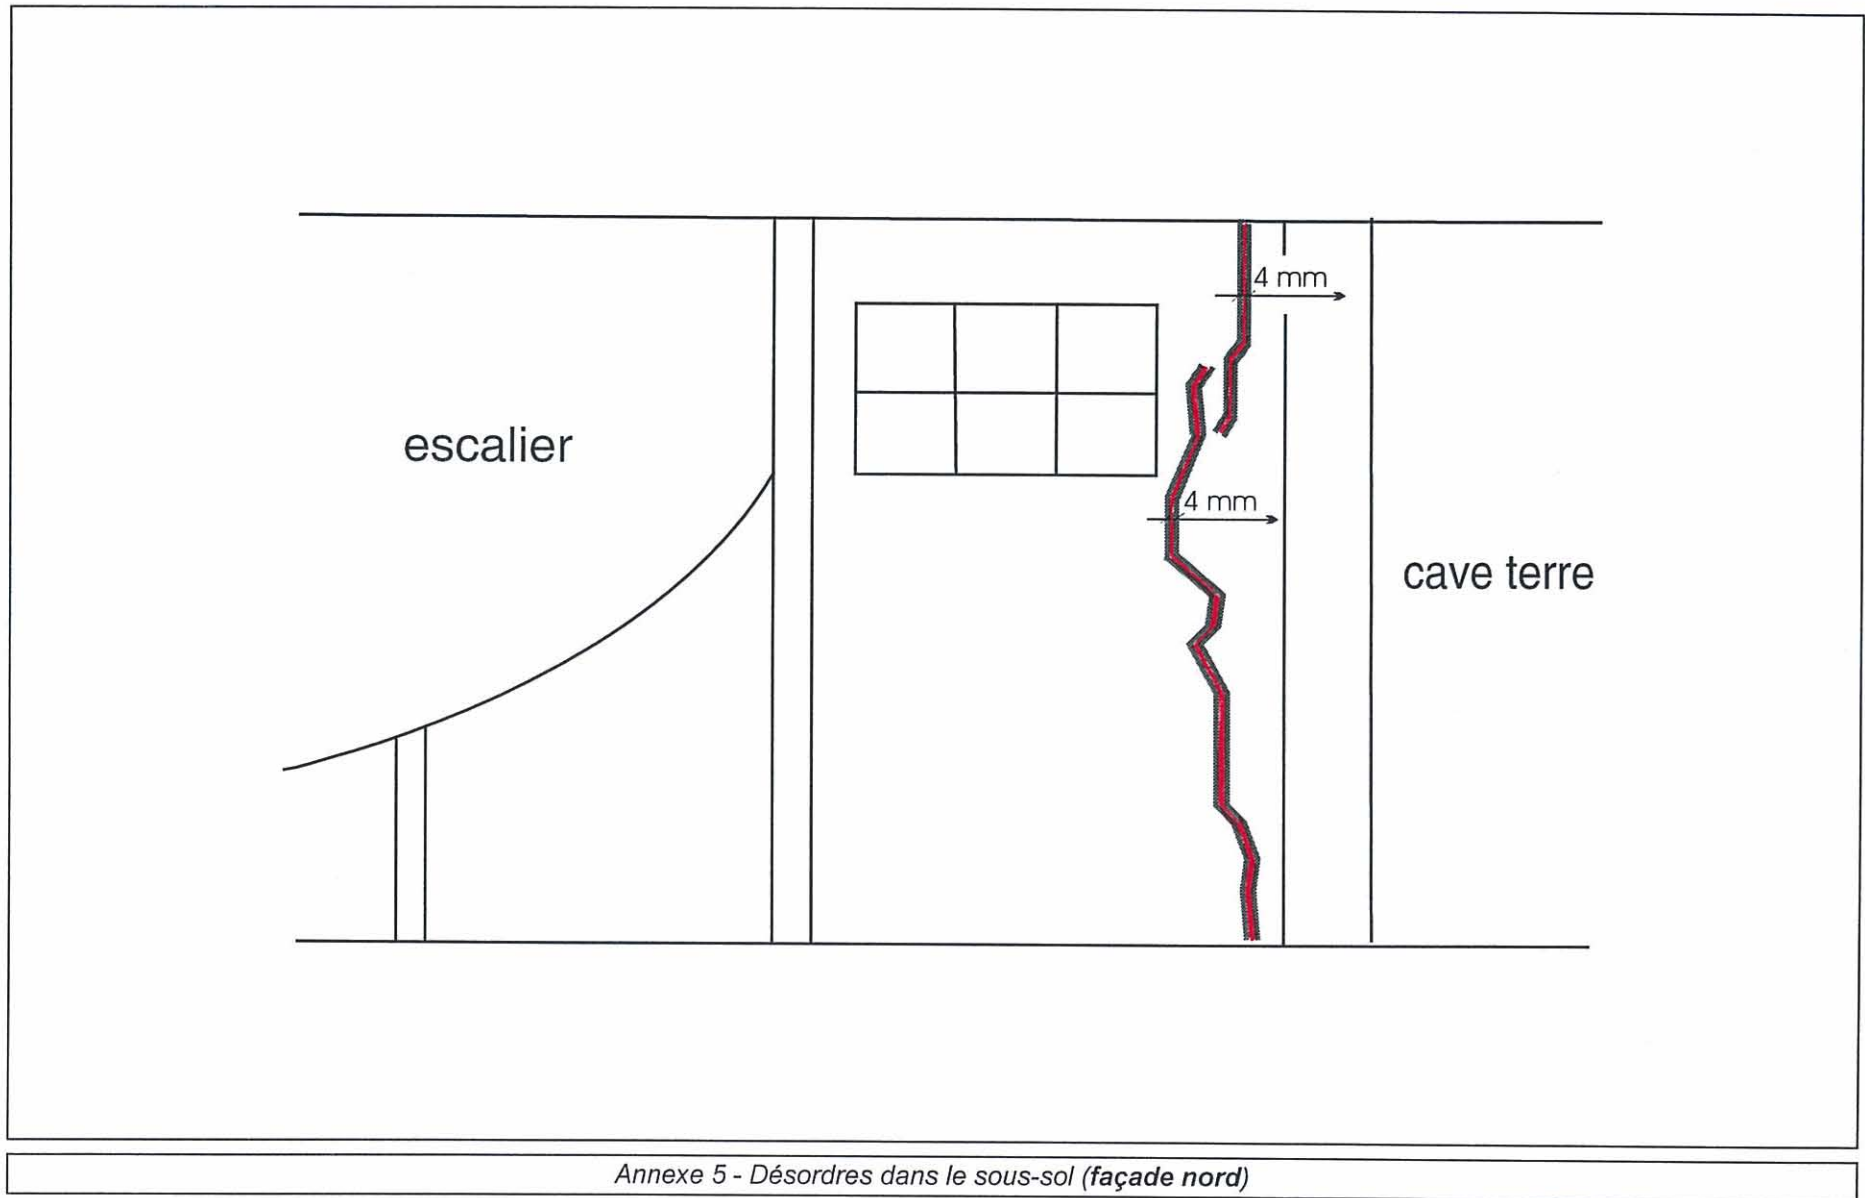 4 mm
escalier
4 mm
cave terre
Annexe 5 - Désordres dans le sous-sol (façade nord)